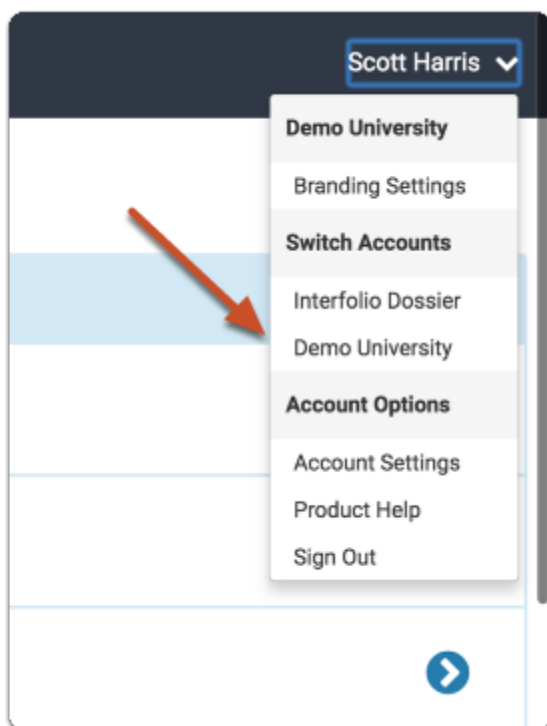 Scott Harris
Demo University
Branding Settings
Switch Accounts
Interfolio Dossier
Demo University
Account Options
Account Settings
Product Help
Sign Out